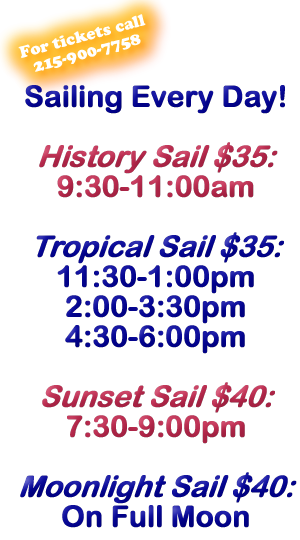 For tickets call
215-900-7758
Sailing Every Day!
History Sail $35:
9:30-11:00am
Tropical Sail $35:
11:30-1:00pm
2:00-3:30pm
4:30-6:00pm
Sunset Sail $40:
7:30-9:00pm
Moonlight Sail $40:
On Full Moon